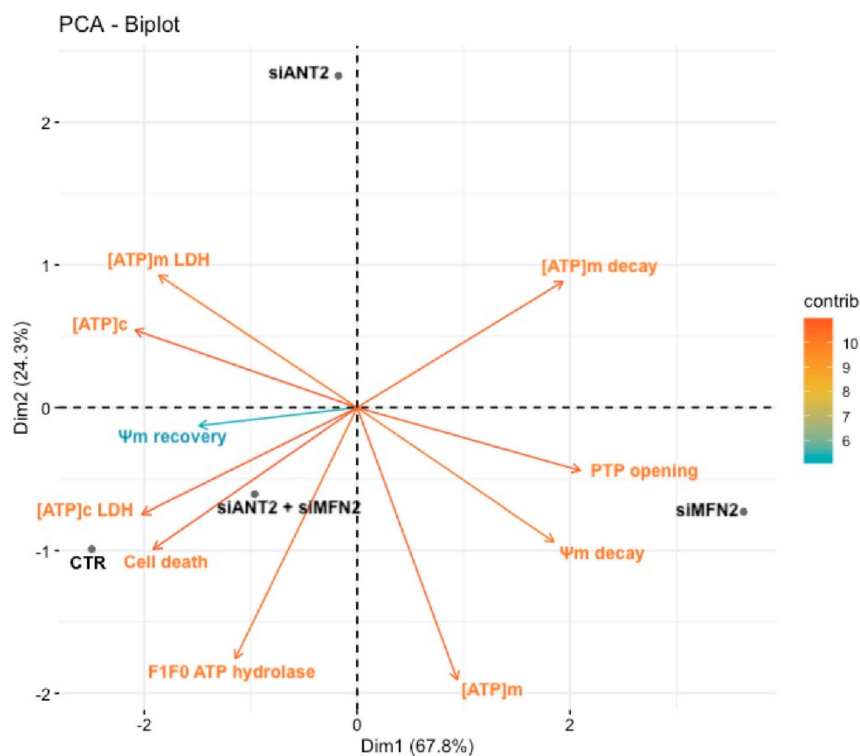 PCA - Biplot
siANT2
2
[ATP]m LDH
[ATP]m decay
1
[ATP]c
contrib
10
9
8
7
6
Dim2 (24.3%)
0
Ψm recovery
PTP opening
[ATP]c LDH
siANT2 + siMFN2
siMFN2
-1
CTR
Cell death
Ψm decay
F1F0 ATP hydrolase
[ATP]m
-2
-2 0 2
Dim1 (67.8%)